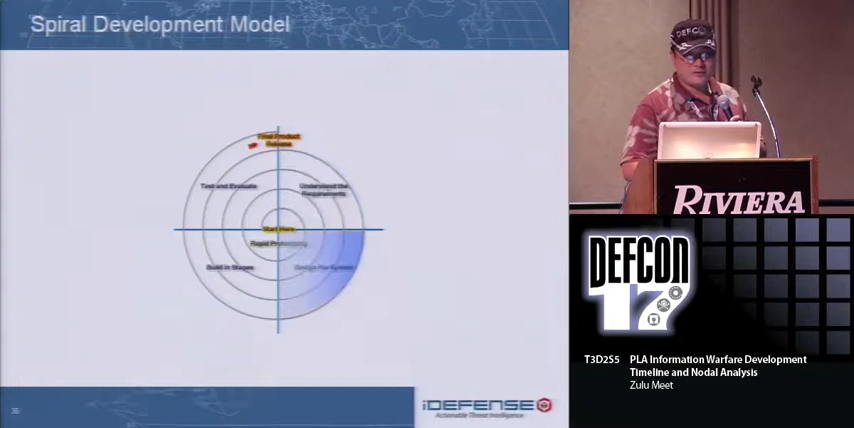 Spiral Development Model
Final Product
Release
Test and Evaluate
Understand the
Requirements
Start Here
Rapid Prototyping
Build in Stages
Design the System
iDEFENSE
Actionable Threat Intelligence
DEFCON
RIVIERA
DEFCON
17
T3D2S5 PLA Information Warfare Development
Timeline and Nodal Analysis
Zulu Meet